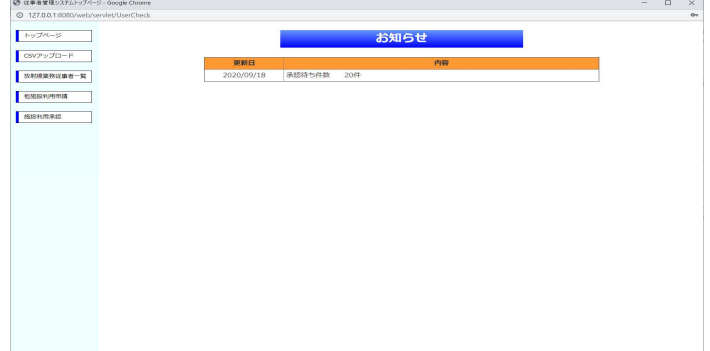 従事者管理システムトップページ - Google Chrome
127.0.0.1:8080/web/servlet/UserCheck
トップページ
CSVアップロード
放射線業務従事者一覧
他施設利用申請
施設利用承認
お知らせ
更新日 内容
2020/09/18 承認待ち件数 20件